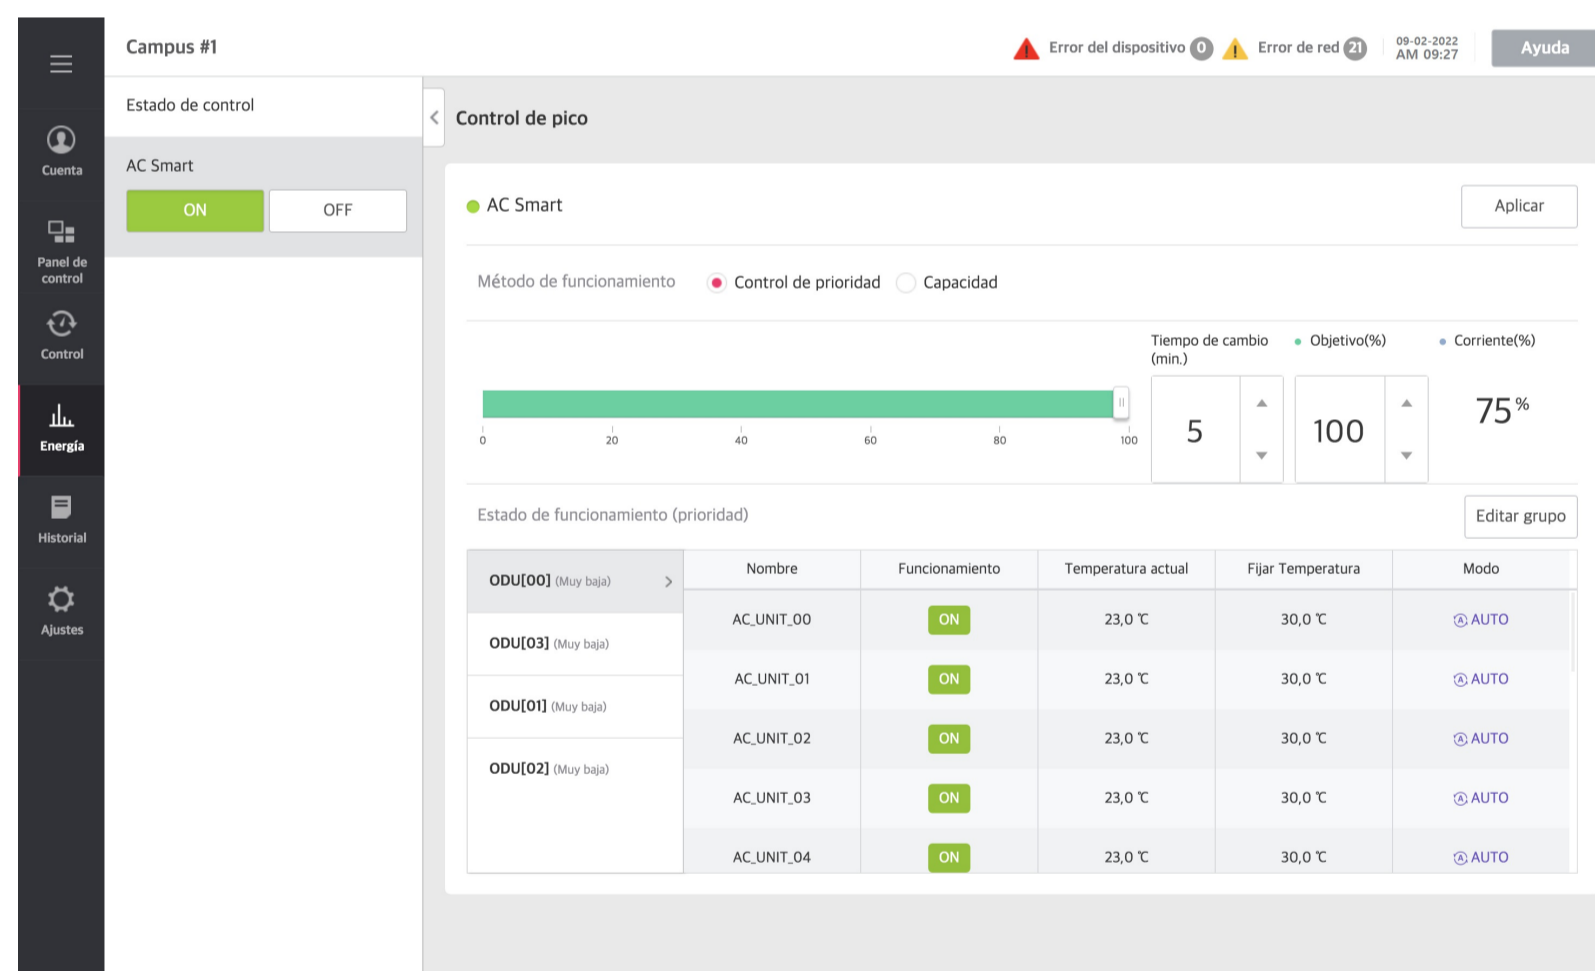 Campus #1
Error del dispositivo 0
Error de red 21
09-02-2022
AM 09:27
Ayuda
Cuenta
Panel de
control
Control
Energía
Historial
Ajustes
Estado de control
AC Smart
ON
OFF
Control de pico
AC Smart
Aplicar
Método de funcionamiento
Control de prioridad
Capacidad
Tiempo de cambio
(min.)
Objetivo(%)
Corriente(%)
0 20 40 60 80 100
5
100
75%
Estado de funcionamiento (prioridad)
Editar grupo
ODU[00] (Muy baja)
ODU[03] (Muy baja)
ODU[01] (Muy baja)
ODU[02] (Muy baja)
Nombre Funcionamiento Temperatura actual Fijar Temperatura Modo
AC_UNIT_00 ON 23,0 ℃ 30,0 ℃ AUTO
AC_UNIT_01 ON 23,0 ℃ 30,0 ℃ AUTO
AC_UNIT_02 ON 23,0 ℃ 30,0 ℃ AUTO
AC_UNIT_03 ON 23,0 ℃ 30,0 ℃ AUTO
AC_UNIT_04 ON 23,0 ℃ 30,0 ℃ AUTO